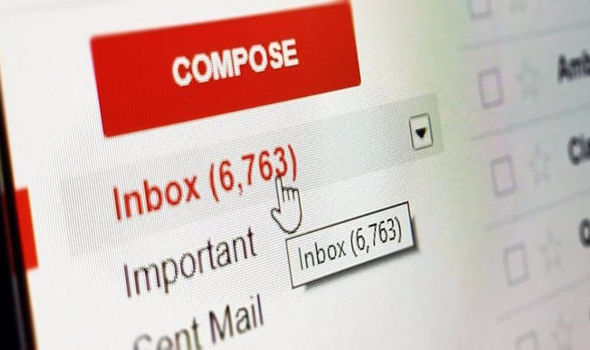 COMPOSE
Inbox (6,763)
Important
Inbox (6,763)
Sent Mail